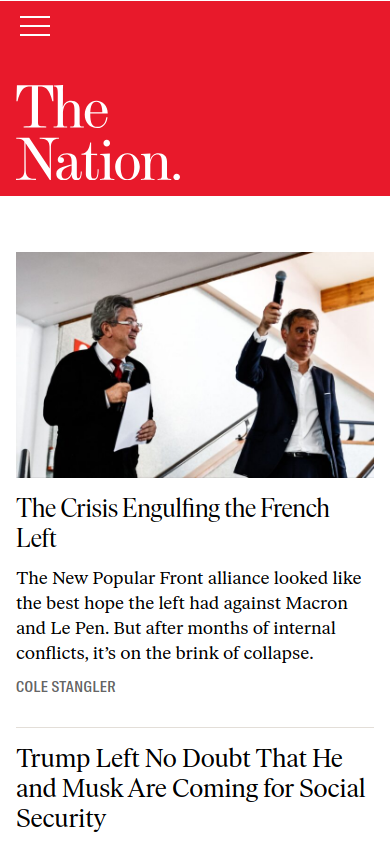 The
Nation.
The Crisis Engulfing the French
Left
The New Popular Front alliance looked like
the best hope the left had against Macron
and Le Pen. But after months of internal
conflicts, it’s on the brink of collapse.
COLE STANGLER
Trump Left No Doubt That He
and Musk Are Coming for Social
Security